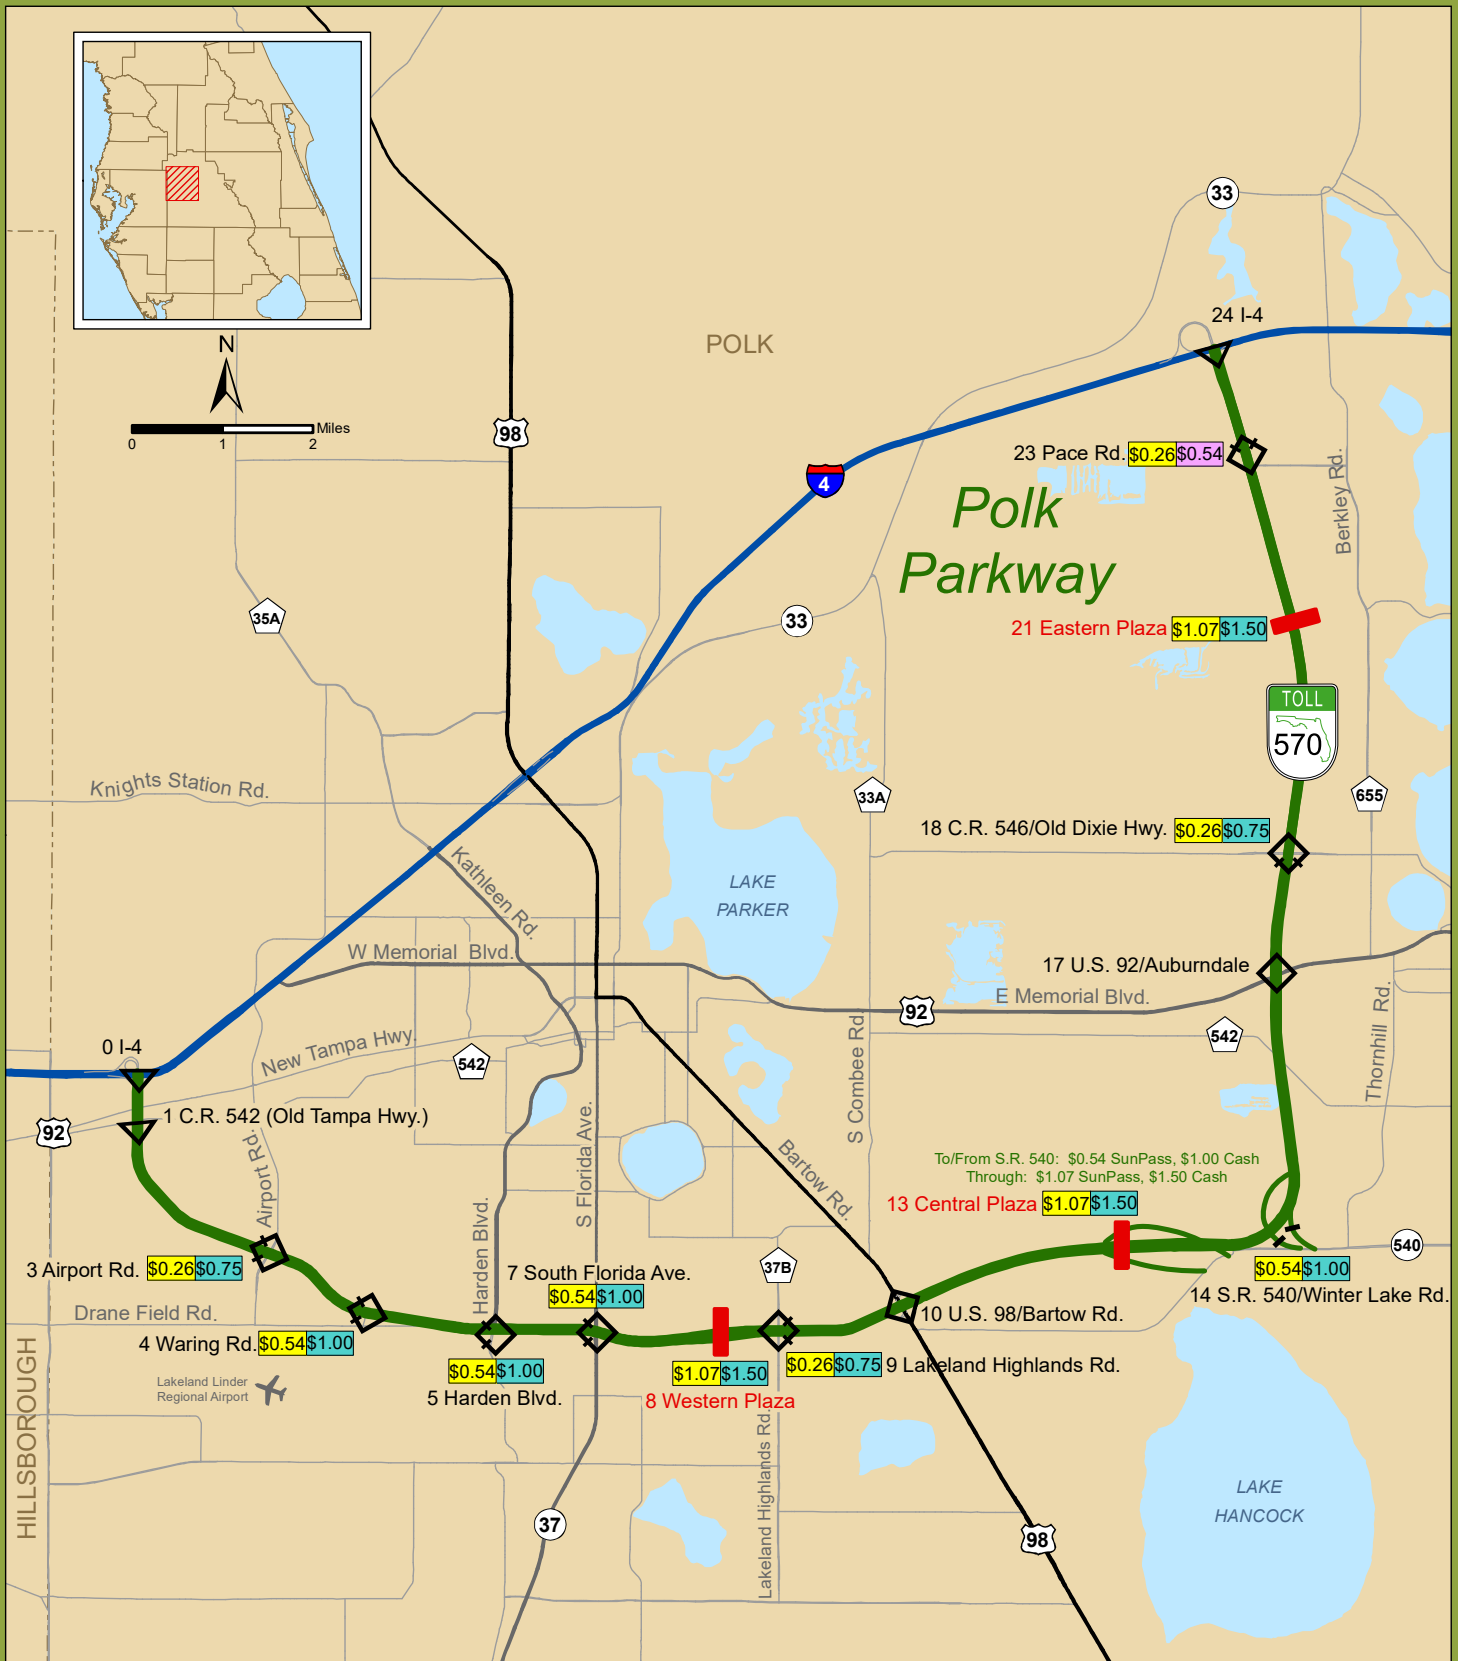 33
24 I-4
POLK
N
Miles
0 1 2
98
23 Pace Rd. $0.26 $0.54
4
Polk
Parkway
Berkley Rd.
35A
33
21 Eastern Plaza $1.07 $1.50
TOLL
570
Knights Station Rd.
33A
655
18 C.R. 546/Old Dixie Hwy. $0.26 $0.75
Kathleen Rd.
LAKE
PARKER
W Memorial Blvd.
17 U.S. 92/Auburndale
E Memorial Blvd.
92
Thornhill Rd.
542
New Tampa Hwy.
0 I-4
542
S Combee Rd.
1 C.R. 542 (Old Tampa Hwy.)
92
Airport Rd.
S Florida Ave.
Bartow Rd.
To/From S.R. 540: $0.54 SunPass, $1.00 Cash
Through: $1.07 SunPass, $1.50 Cash
13 Central Plaza $1.07 $1.50
Harden Blvd.
540
3 Airport Rd. $0.26 $0.75
7 South Florida Ave.
$0.54 $1.00
37B
$0.54 $1.00
14 S.R. 540/Winter Lake Rd.
Drane Field Rd.
10 U.S. 98/Bartow Rd.
4 Waring Rd. $0.54 $1.00
$0.54 $1.00
5 Harden Blvd.
$1.07 $1.50
8 Western Plaza
$0.26 $0.75 9 Lakeland Highlands Rd.
Lakeland Linder
Regional Airport
HILLSBOROUGH
Lakeland Highlands Rd.
37
98
LAKE
HANCOCK